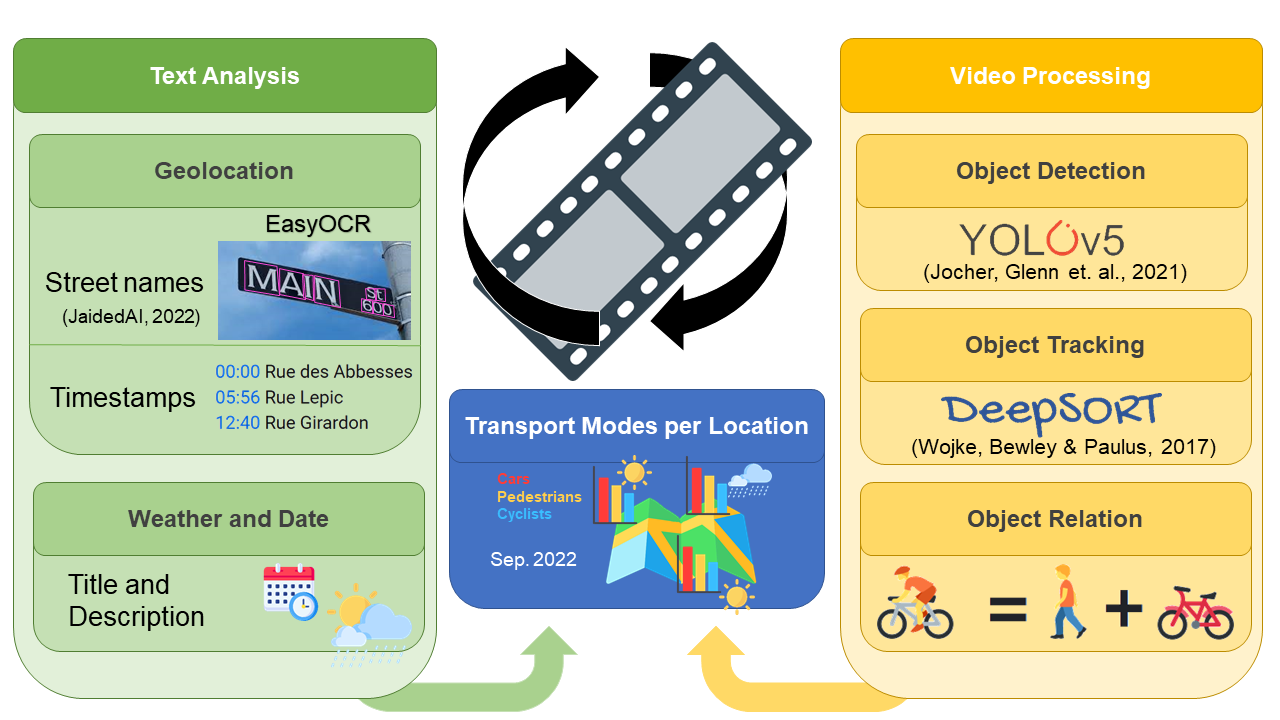 Text Analysis
Geolocation
EasyOCR
Street names
(JaidedAI, 2022)
MAIN
St
600
Timestamps
00:00 Rue des Abbesses
05:56 Rue Lepic
12:40 Rue Girardon
Weather and Date
Title and
Description
Transport Modes per Location
Cars
Pedestrians
Cyclists
Sep. 2022
Video Processing
Object Detection
YOLOv5
(Jocher, Glenn et. al., 2021)
Object Tracking
DeepSORT
(Wojke, Bewley & Paulus, 2017)
Object Relation
= +